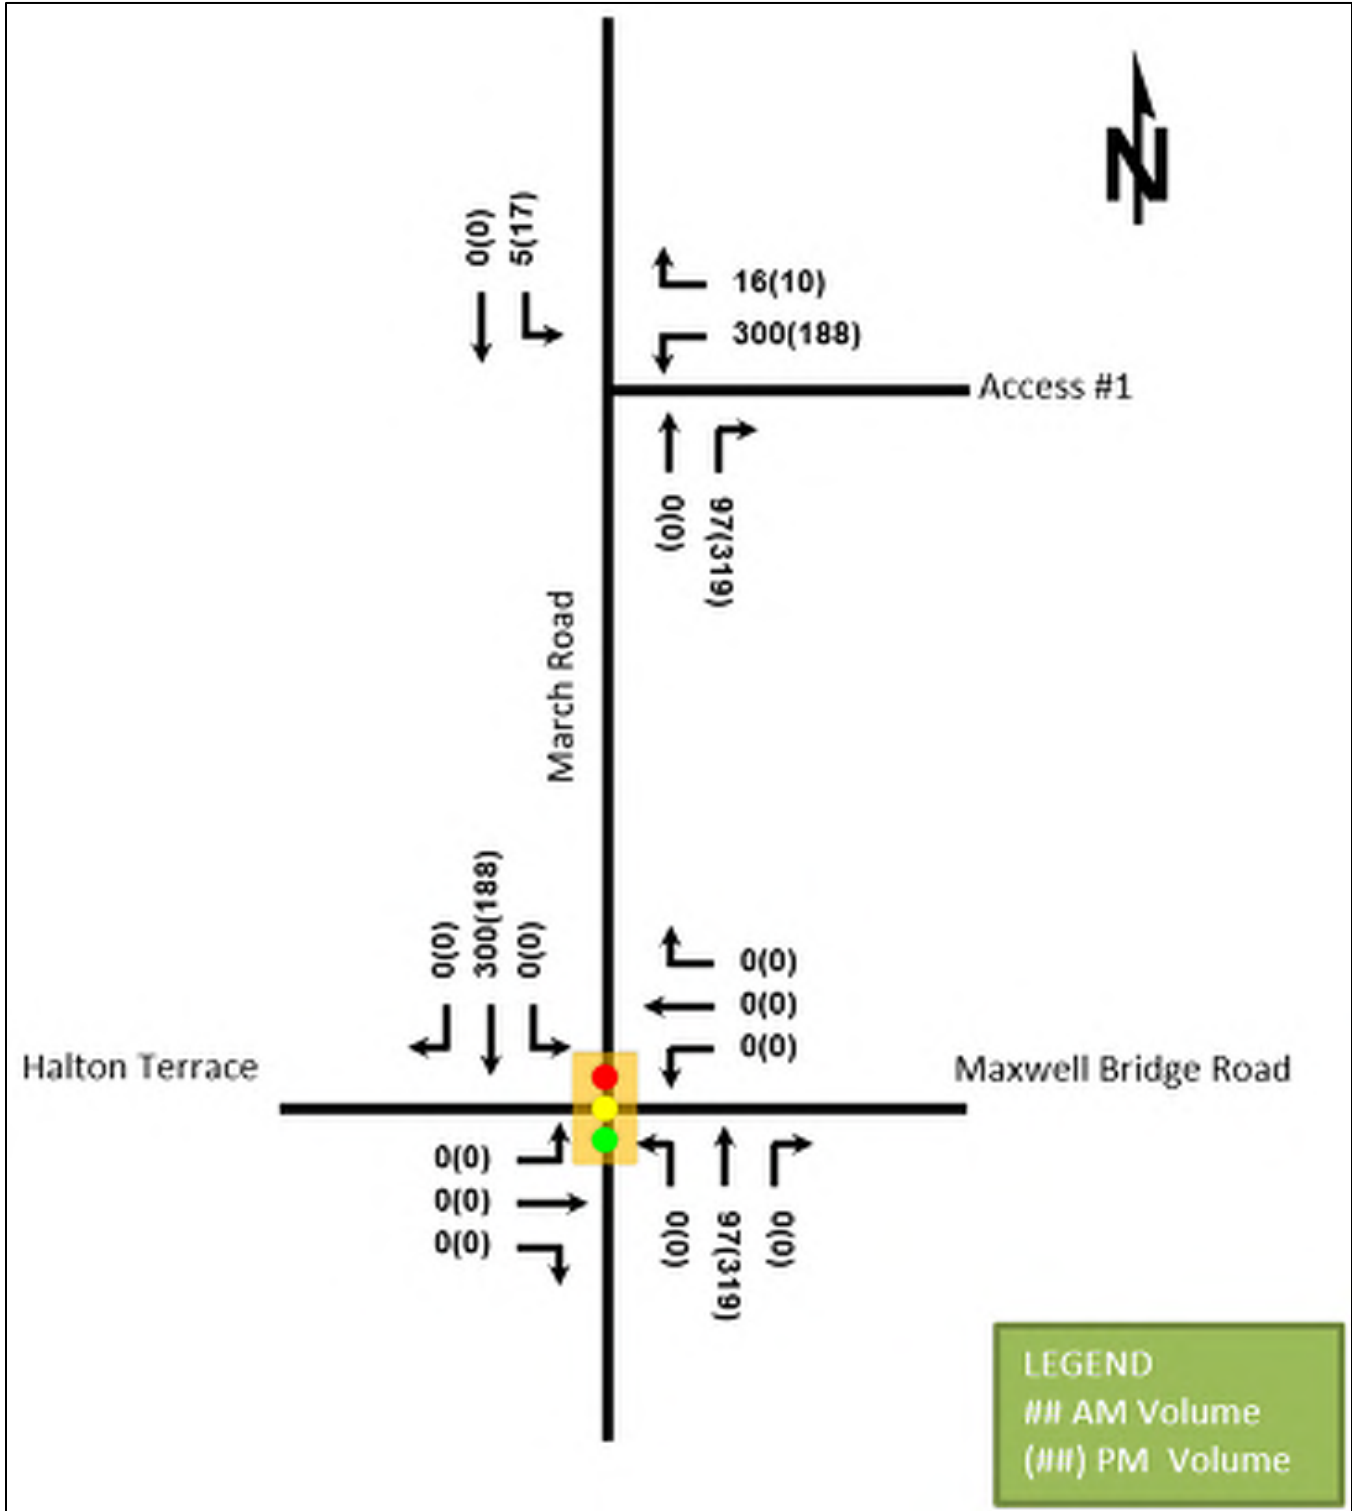 N
0(0)
5(17)
16(10)
300(188)
Access #1
0(0)
97(319)
March Road
0(0)
300(188)
0(0)
0(0)
0(0)
0(0)
Halton Terrace
Maxwell Bridge Road
0(0)
0(0)
0(0)
0(0)
97(319)
0(0)
LEGEND
## AM Volume
(##) PM Volume